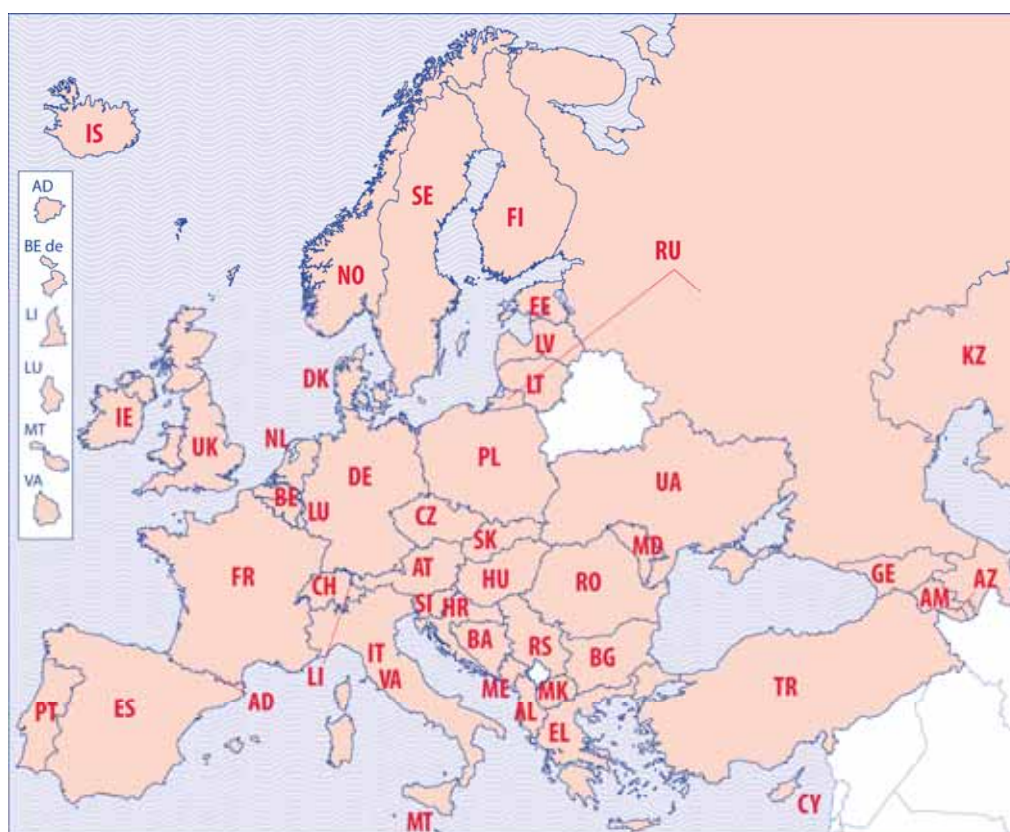 IS
AD
BE de
LI
LU
MT
VA
SE
FI
NO
RU
EE
LV
LT
KZ
DK
IE
UK
NL
PL
DE
BE
LU
UA
CZ
SK
MD
FR
CH
AT
HU
RO
GE
AZ
AM
SI
HR
BA
RS
BG
IT
VA
LI
ME
MK
AL
EL
TR
PT
ES
AD
MT
CY